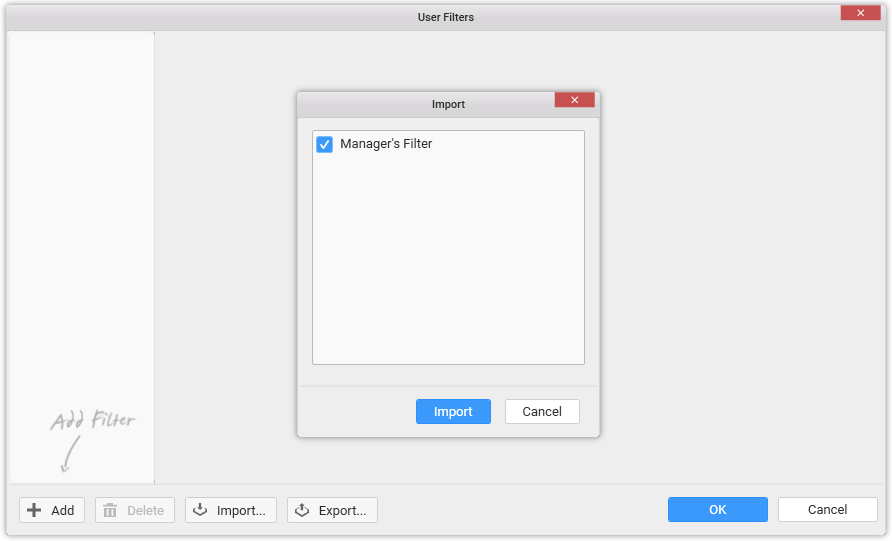 User Filters
Import
Manager's Filter
Import Cancel
Add Filter
Add Delete Import... Export... OK Cancel